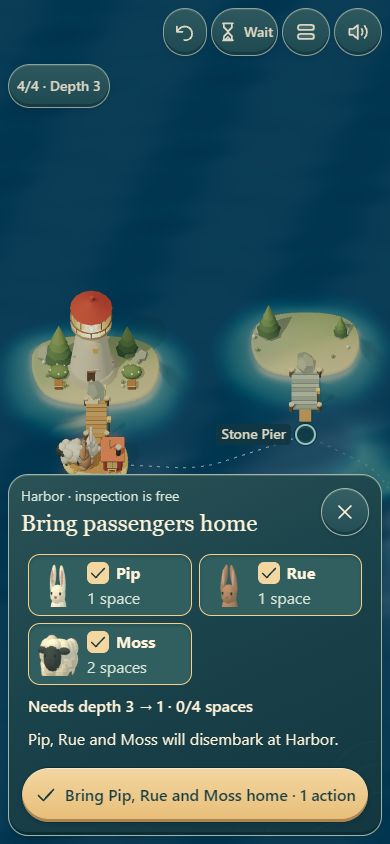 Wait
4/4 · Depth 3
Stone Pier
Harbor · inspection is free
Bring passengers home
Pip
1 space
Rue
1 space
Moss
2 spaces
Needs depth 3 → 1 · 0/4 spaces
Pip, Rue and Moss will disembark at Harbor.
Bring Pip, Rue and Moss home · 1 action